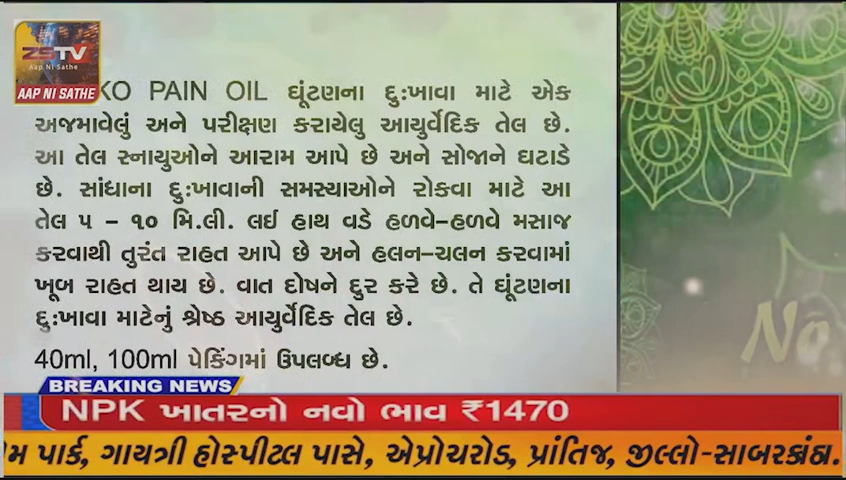 ZSTV
Aap Ni Sathe
AAP NI SATHE
KO PAIN OIL ઘૂંટણના દુઃખાવા માટે એક
અજમાવેલું અને પરીક્ષણ કરાયેલુ આયુર્વેદિક તેલ છે.
આ તેલ સ્નાયુઓને આરામ આપે છે અને સોજાને ઘટાડે
છે. સાંધાના દુઃખાવાની સમસ્યાઓને રોકવા માટે આ
તેલ ૫ – ૧૦ મિ.લી. લઈ હાથ વડે હળવે–હળવે મસાજ
કરવાથી તુરંત રાહત આપે છે અને હલન–ચલન કરવામાં
ખૂબ રાહત થાય છે. વાત દોષને દુર કરે છે. તે ઘૂંટણના
દુઃખાવા માટેનું શ્રેષ્ઠ આયુર્વેદિક તેલ છે.
40ml, 100ml પેકિંગમાં ઉપલબ્ધ છે.
No
BREAKING NEWS
NPK ખાતરનો નવો ભાવ ₹1470
મ પાર્ક, ગાયત્રી હોસ્પીટલ પાસે, એપ્રોચરોડ, પ્રાંતિજ, જીલ્લો-સાબરકાંઠા.